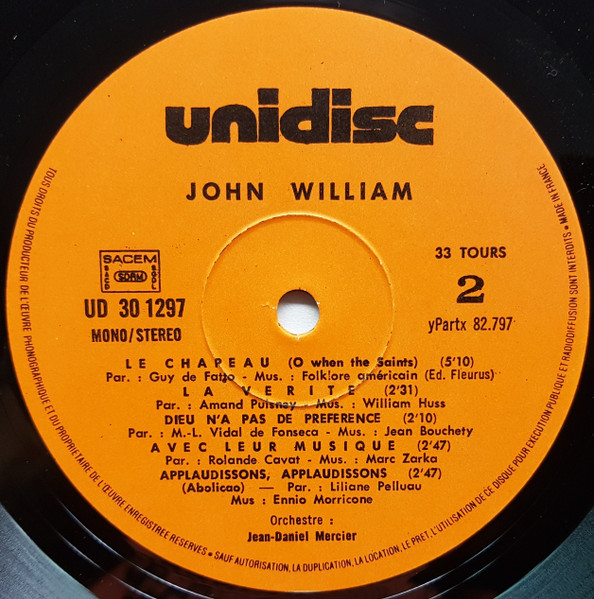 unidisc
JOHN WILLIAM
SACEM
SACD SDRM SGDL
UD 30 1297
MONO/STEREO
33 TOURS
2
yPartx 82.797
LE CHAPEAU (O when the Saints) (5'10)
Par. : Guy de Fatto - Mus. : Folklore américain (Ed. Fleurus)
LA VERITE (2'31)
Par. : Amand Pulsney - Mus. : William Huss
DIEU N'A PAS DE PREFERENCE (2'10)
Par. : M.-L. Vidal de Fonseca - Mus. : Jean Bouchety
AVEC LEUR MUSIQUE (2'47)
Par. : Rolande Cavat - Mus. : Marc Zarka
APPLAUDISSONS, APPLAUDISSONS (2'47)
(Abolicao) — Par. : Liliane Pelluau
Mus : Ennio Morricone
Orchestre :
Jean-Daniel Mercier
TOUS DROITS DU PRODUCTEUR DE L'ŒUVRE PHONOGRAPHIQUE ET DU PROPRIETAIRE DE L'ŒUVRE ENREGISTREE RESERVES • SAUF AUTORISATION, LA DUPLICATION, LA LOCATION, LE PRET, L'UTILISATION DE CE DISQUE POUR EXECUTION PUBLIQUE ET RADIODIFFUSION SONT INTERDITS • MADE IN FRANCE